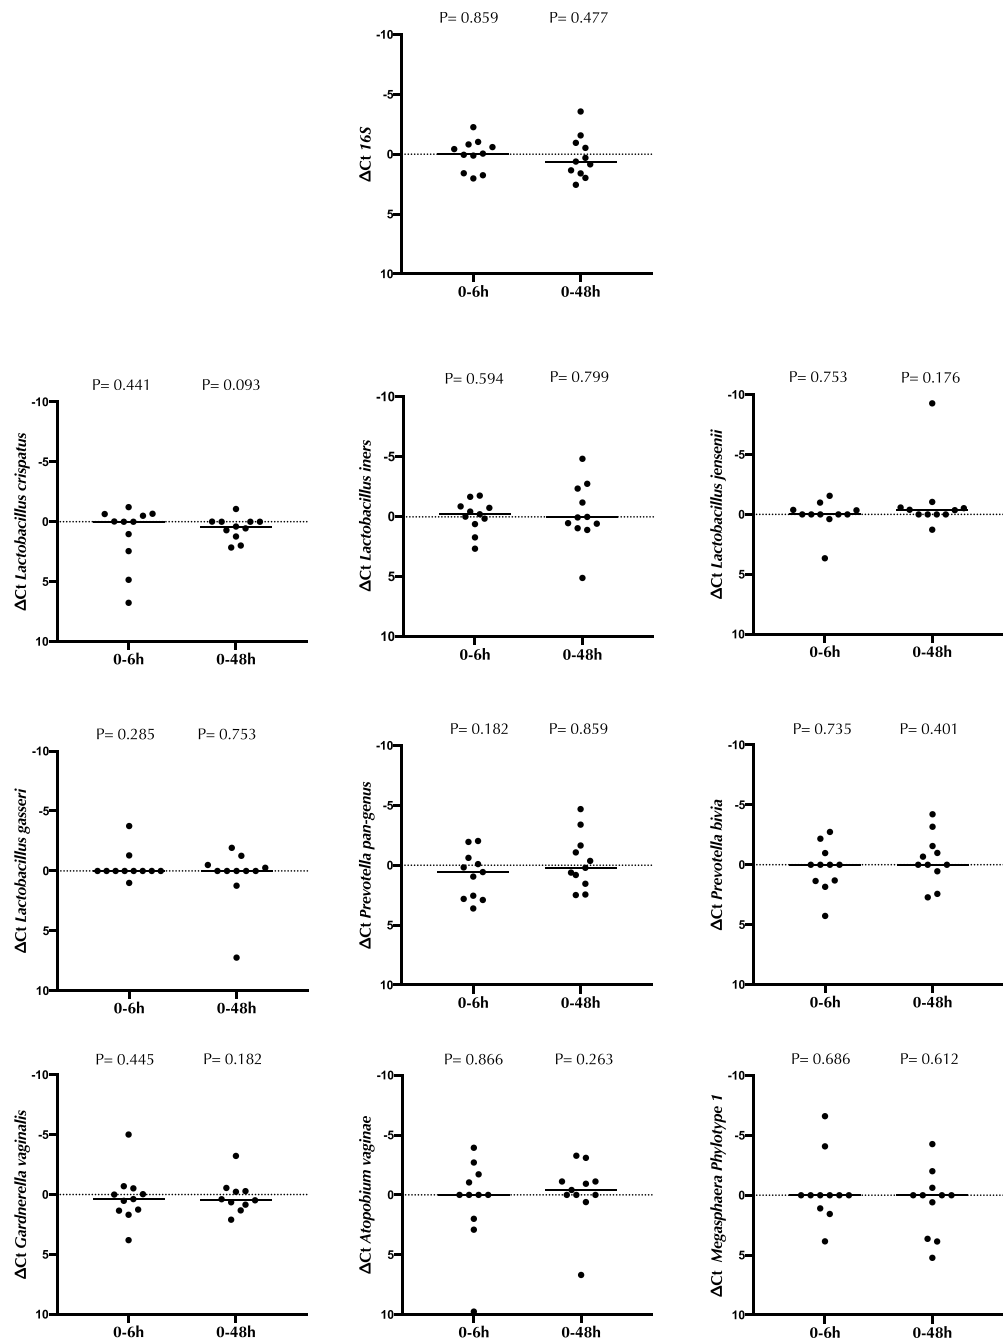 P= 0.859 P= 0.477
-10
-5
0
5
10
ΔCt 16S
0-6h 0-48h
P= 0.441 P= 0.093
-10
-5
0
5
10
ΔCt Lactobacillus crispatus
0-6h 0-48h
P= 0.594 P= 0.799
-10
-5
0
5
10
ΔCt Lactobacillus iners
0-6h 0-48h
P= 0.753 P= 0.176
-10
-5
0
5
10
ΔCt Lactobacillus jensenii
0-6h 0-48h
P= 0.285 P= 0.753
-10
-5
0
5
10
ΔCt Lactobacillus gasseri
0-6h 0-48h
P= 0.182 P= 0.859
-10
-5
0
5
10
ΔCt Prevotella pan-genus
0-6h 0-48h
P= 0.735 P= 0.401
-10
-5
0
5
10
ΔCt Prevotella bivia
0-6h 0-48h
P= 0.445 P= 0.182
-10
-5
0
5
10
ΔCt Gardnerella vaginalis
0-6h 0-48h
P= 0.866 P= 0.263
-10
-5
0
5
10
ΔCt Atopobium vaginae
0-6h 0-48h
P= 0.686 P= 0.612
-10
-5
0
5
10
ΔCt Megasphaera Phylotype 1
0-6h 0-48h